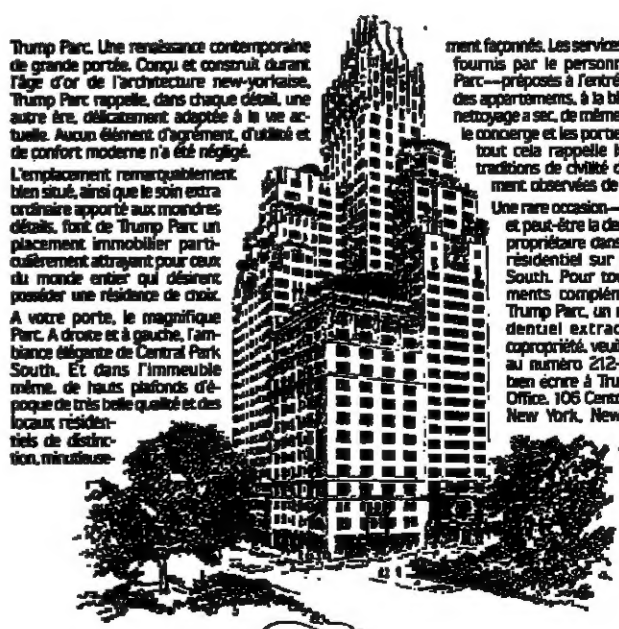 Trump Parc. Une renaissance contemporaine
de grande portée. Conçu et construit durant
l'âge d'or de l'architecture new-yorkaise,
Trump Parc rappelle, dans chaque détail, une
autre ère, délicatement adaptée à la vie ac-
tuelle. Aucun élément d'agrément, d'utilité et
de confort moderne n'a été négligé.
L'emplacement remarquablement
bien situé, ainsi que le soin extra
ordinaire apporté aux moindres
détails, font de Trump Parc un
placement immobilier parti-
culièrement attrayant pour ceux
du monde entier qui désirent
posséder une résidence de choix.
A votre porte, le magnifique
Parc. A droite et à gauche, l'am-
biance élégante de Central Park
South. Et dans l'immeuble
même, de hauts plafonds d'é-
poque de très belle qualité et des
locaux résiden-
tiels de distinc-
tion, minutieuse-
ment façonnés. Les services
fournis par le personn
Parc—préposés à l'entré
des appartements, à la bl
nettoyage a sec, de même
le concierge et les portie
tout cela rappelle l
traditions de civilité
ment observées de
Une rare occasion—
et peut-être la de
propriétaire dans
résidentiel sur
South. Pour tou
ments complém
Trump Parc, un
dentiel extrac
copropriété, veuil
au numéro 212-
bien écrire à Tru
Office, 106 Cent
New York, New